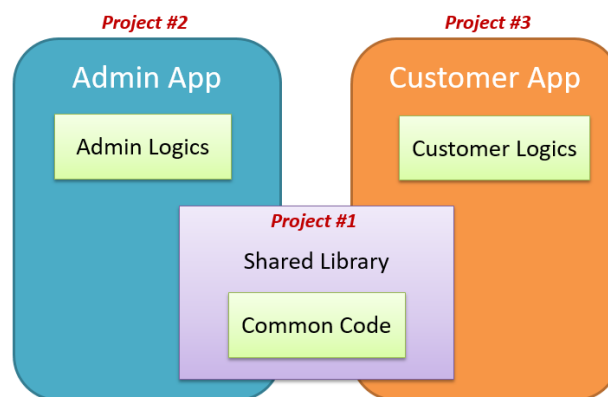 Project #2
Project #3
Admin App
Customer App
Admin Logics
Customer Logics
Project #1
Shared Library
Common Code